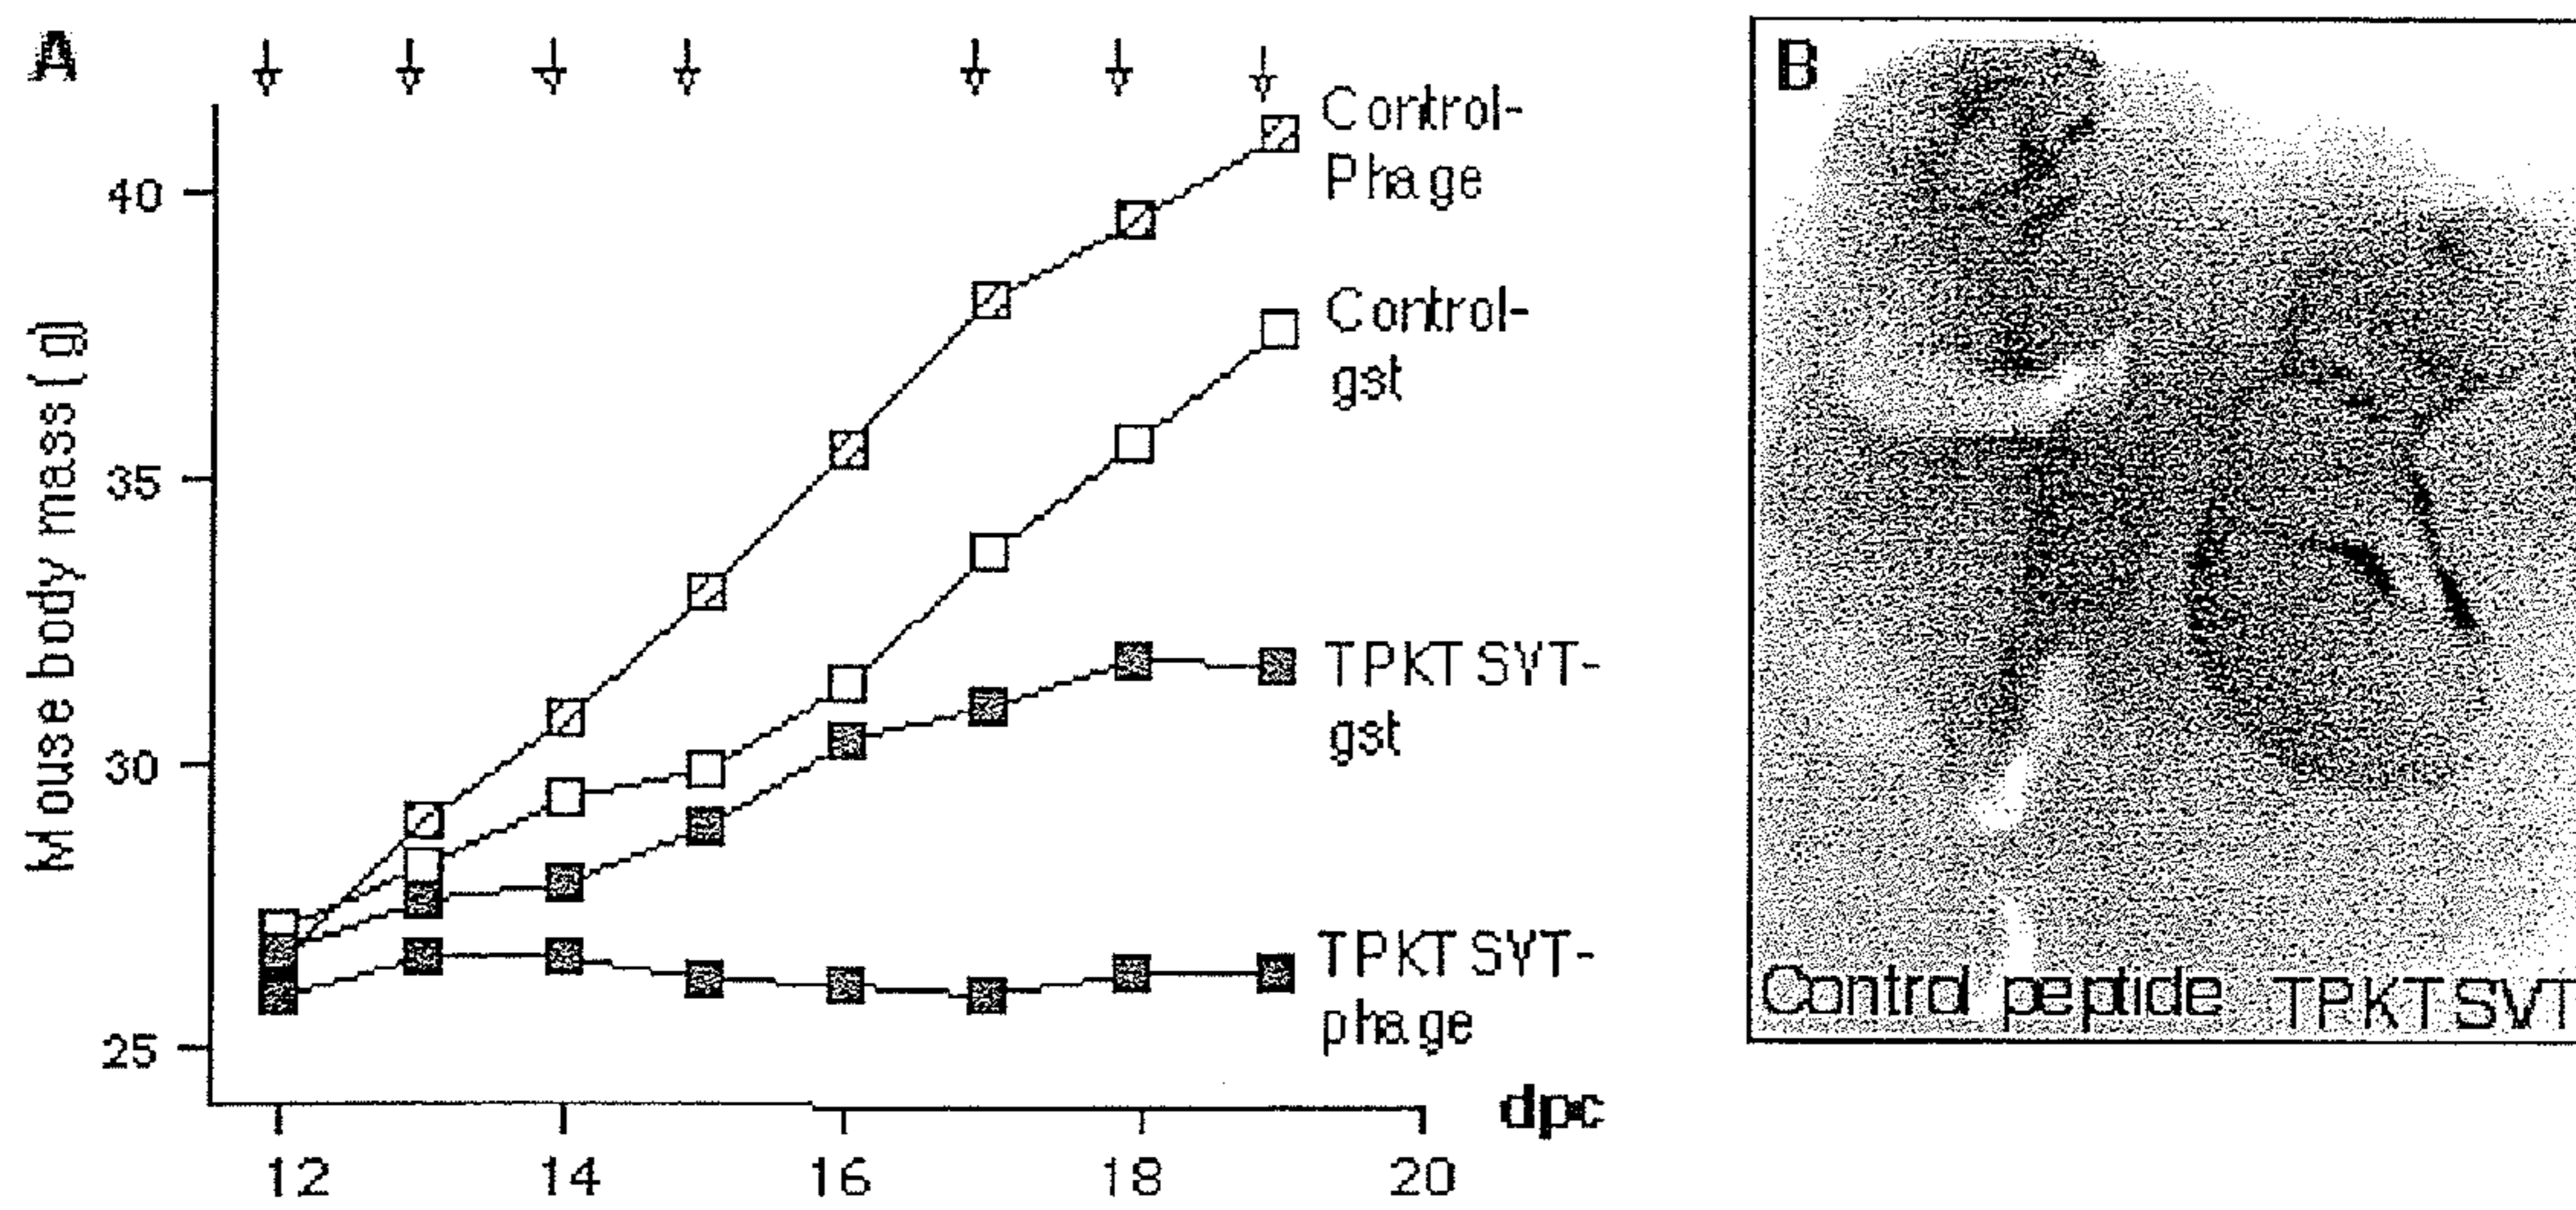 A
B
Mouse body mass (g)
40
35
30
25
Control-
Phage
Control-
gst
TPKTSVT-
gst
TPKTSVT-
phage
dpc
12 14 16 18 20
Control peptide TPKTSVT